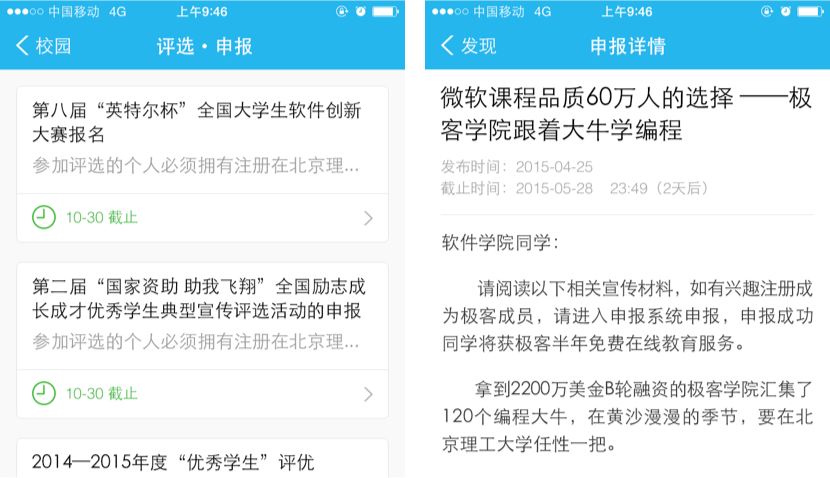 中国移动 4G 上午9:46
校园 评选·申报
第八届“英特尔杯”全国大学生软件创新
大赛报名
参加评选的个人必须拥有注册在北京理...
10-30 截止
第二届“国家资助 助我飞翔”全国励志成
长成才优秀学生典型宣传评选活动的申报
参加评选的个人必须拥有注册在北京理...
10-30 截止
2014—2015年度“优秀学生”评优
中国移动 4G 上午9:46
发现 申报详情
微软课程品质60万人的选择 ——极
客学院跟着大牛学编程
发布时间：2015-04-25
截止时间：2015-05-28 23:49（2天后）
软件学院同学：
请阅读以下相关宣传材料，如有兴趣注册成
为极客成员，请进入申报系统申报，申报成功
同学将获极客半年免费在线教育服务。
拿到2200万美金B轮融资的极客学院汇集了
120个编程大牛，在黄沙漫漫的季节，要在北
京理工大学任性一把。